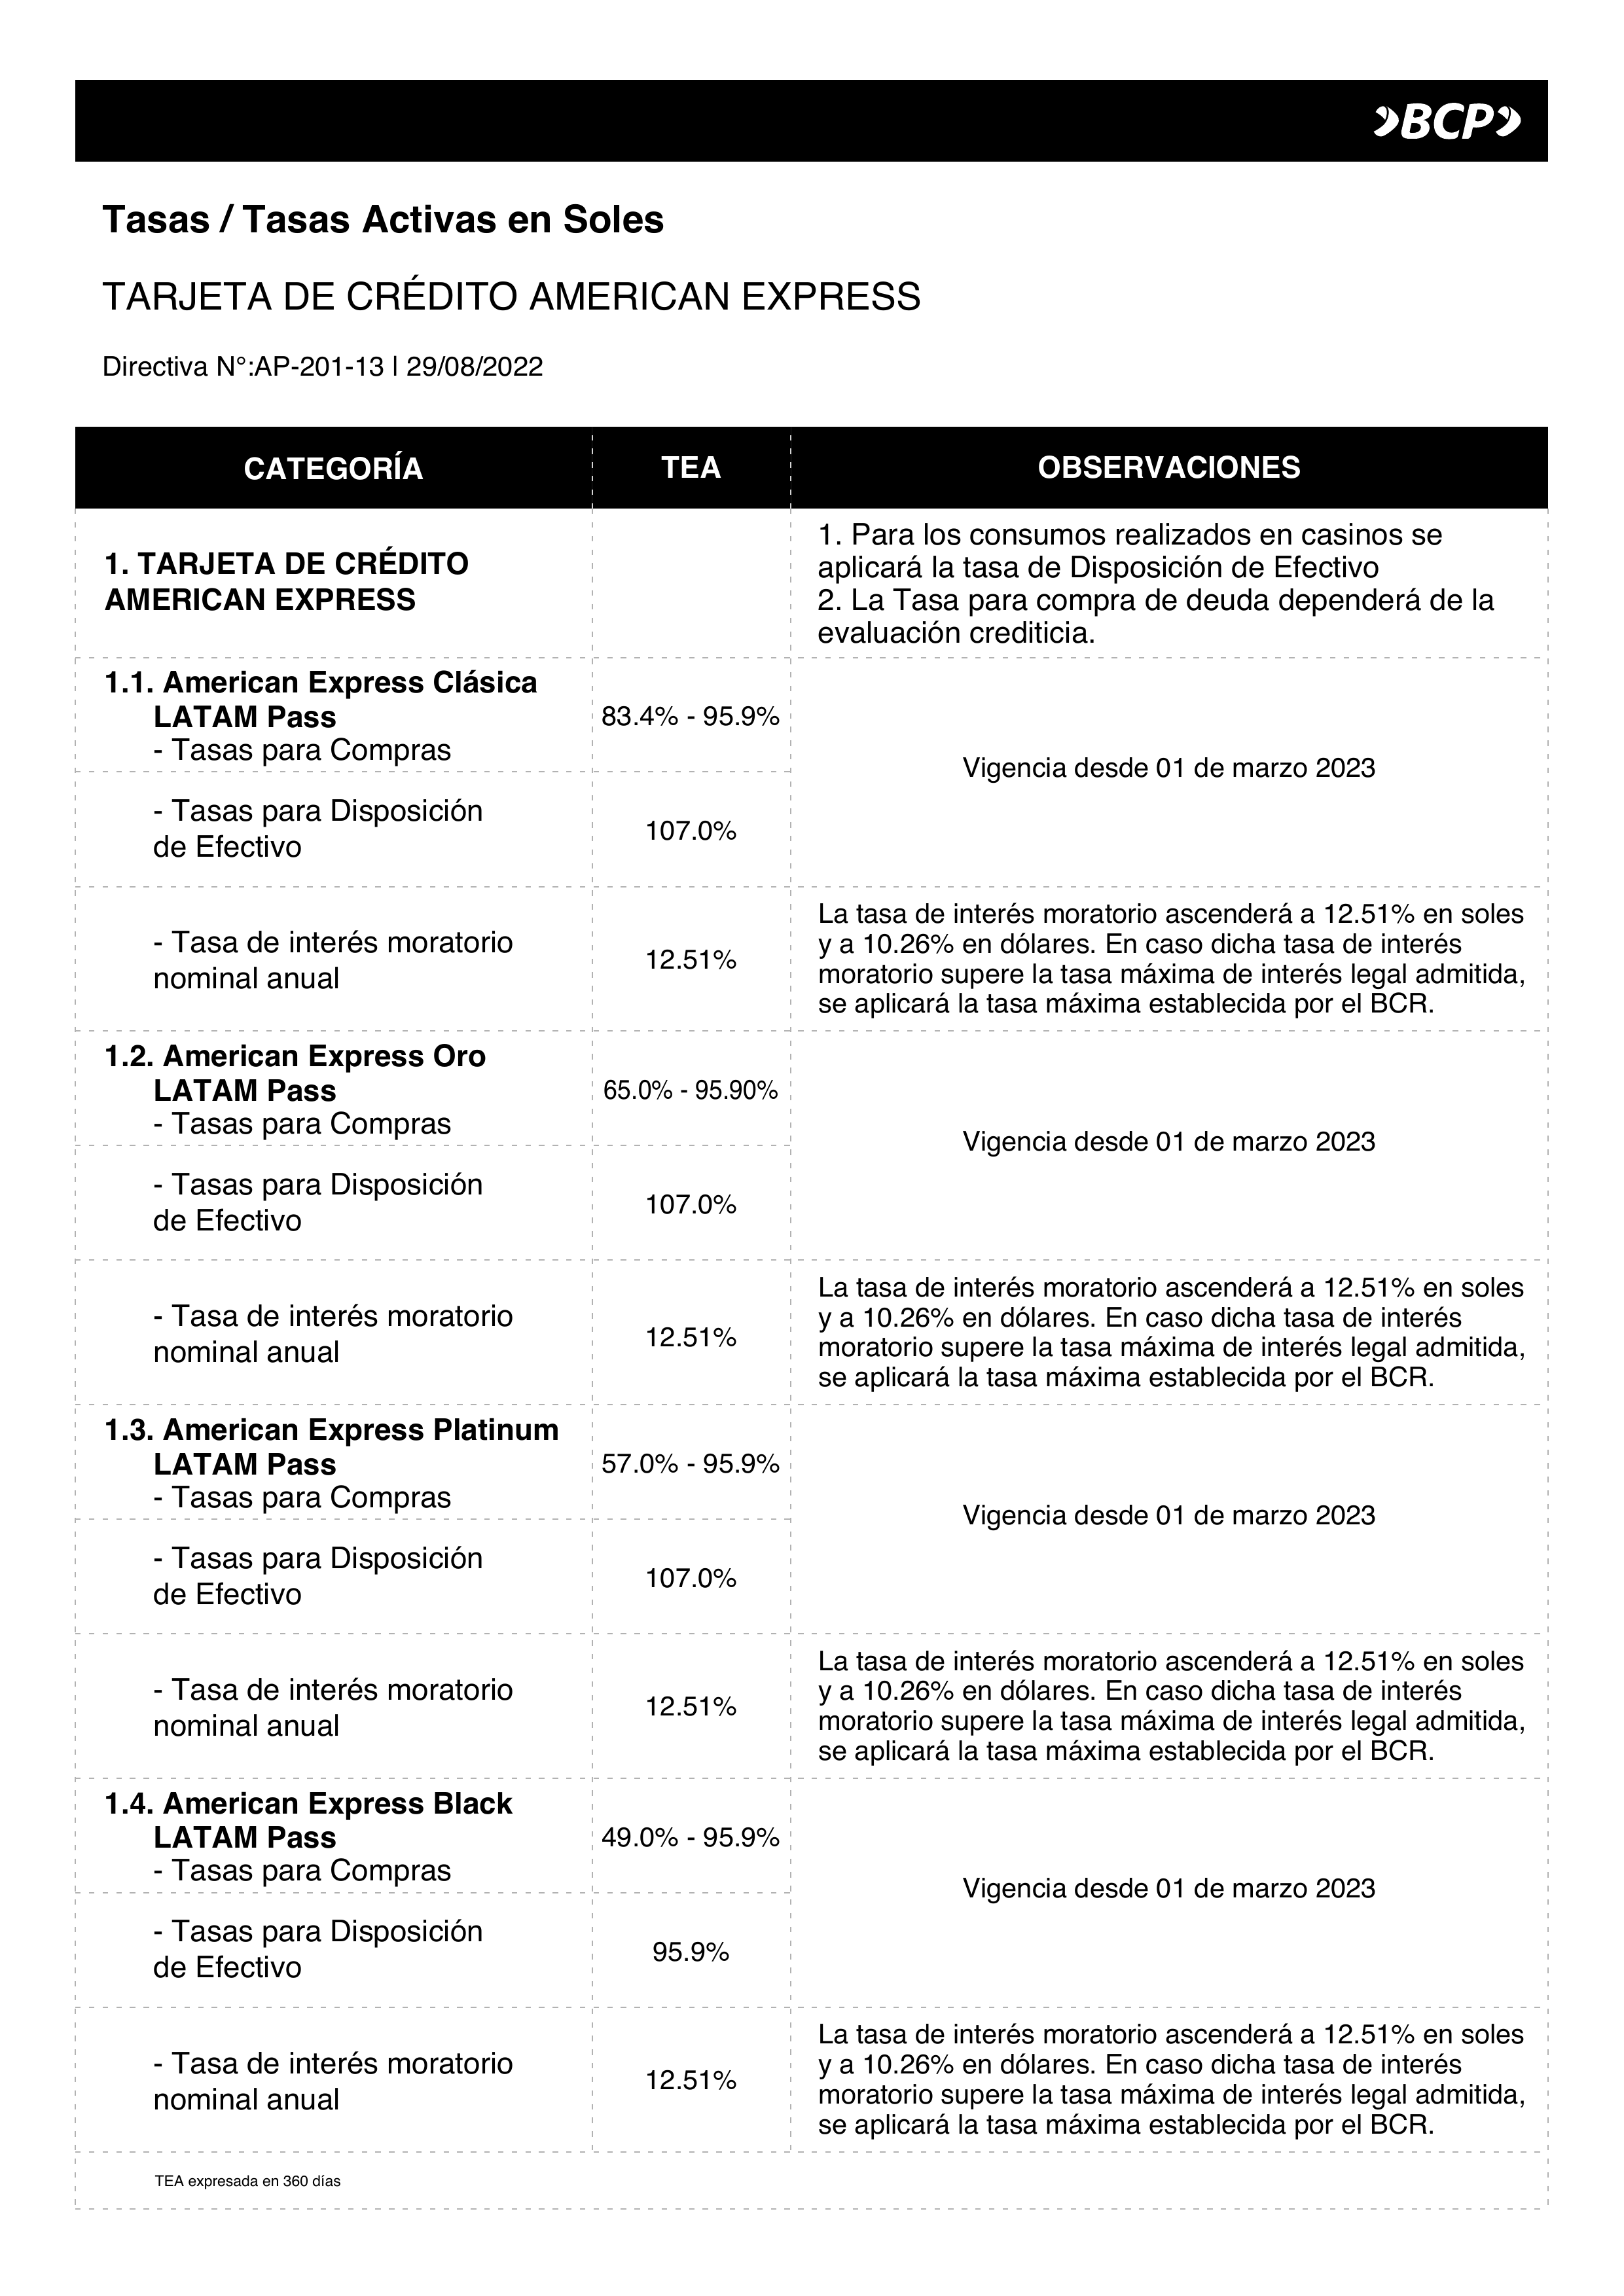 BCP
Tasas / Tasas Activas en Soles
TARJETA DE CRÉDITO AMERICAN EXPRESS
Directiva N°:AP-201-13 | 29/08/2022
CATEGORÍA
TEA
OBSERVACIONES
1. TARJETA DE CRÉDITO
AMERICAN EXPRESS
1. Para los consumos realizados en casinos se
aplicará la tasa de Disposición de Efectivo
2. La Tasa para compra de deuda dependerá de la
evaluación crediticia.
1.1. American Express Clásica
LATAM Pass
- Tasas para Compras
83.4% - 95.9%
Vigencia desde 01 de marzo 2023
- Tasas para Disposición
de Efectivo
107.0%
- Tasa de interés moratorio
nominal anual
12.51%
La tasa de interés moratorio ascenderá a 12.51% en soles
y a 10.26% en dólares. En caso dicha tasa de interés
moratorio supere la tasa máxima de interés legal admitida,
se aplicará la tasa máxima establecida por el BCR.
1.2. American Express Oro
LATAM Pass
- Tasas para Compras
65.0% - 95.90%
Vigencia desde 01 de marzo 2023
- Tasas para Disposición
de Efectivo
107.0%
- Tasa de interés moratorio
nominal anual
12.51%
La tasa de interés moratorio ascenderá a 12.51% en soles
y a 10.26% en dólares. En caso dicha tasa de interés
moratorio supere la tasa máxima de interés legal admitida,
se aplicará la tasa máxima establecida por el BCR.
1.3. American Express Platinum
LATAM Pass
- Tasas para Compras
57.0% - 95.9%
Vigencia desde 01 de marzo 2023
- Tasas para Disposición
de Efectivo
107.0%
- Tasa de interés moratorio
nominal anual
12.51%
La tasa de interés moratorio ascenderá a 12.51% en soles
y a 10.26% en dólares. En caso dicha tasa de interés
moratorio supere la tasa máxima de interés legal admitida,
se aplicará la tasa máxima establecida por el BCR.
1.4. American Express Black
LATAM Pass
- Tasas para Compras
49.0% - 95.9%
Vigencia desde 01 de marzo 2023
- Tasas para Disposición
de Efectivo
95.9%
- Tasa de interés moratorio
nominal anual
12.51%
La tasa de interés moratorio ascenderá a 12.51% en soles
y a 10.26% en dólares. En caso dicha tasa de interés
moratorio supere la tasa máxima de interés legal admitida,
se aplicará la tasa máxima establecida por el BCR.
TEA expresada en 360 días